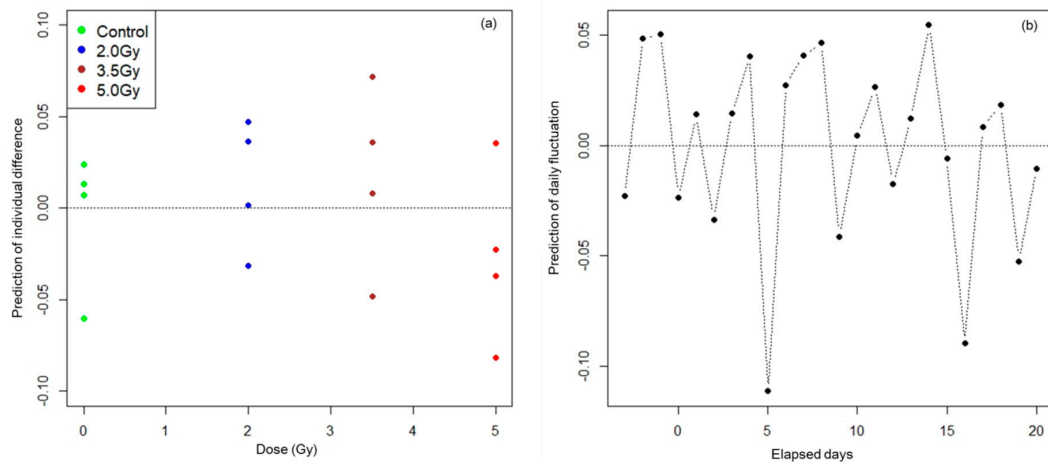 (a)
Control
2.0Gy
3.5Gy
5.0Gy
Prediction of individual difference
0.10
0.05
0.00
-0.05
-0.10
0 1 2 3 4 5
Dose (Gy)
(b)
Prediction of daily fluctuation
0.05
0.00
-0.05
-0.10
0 5 10 15 20
Elapsed days